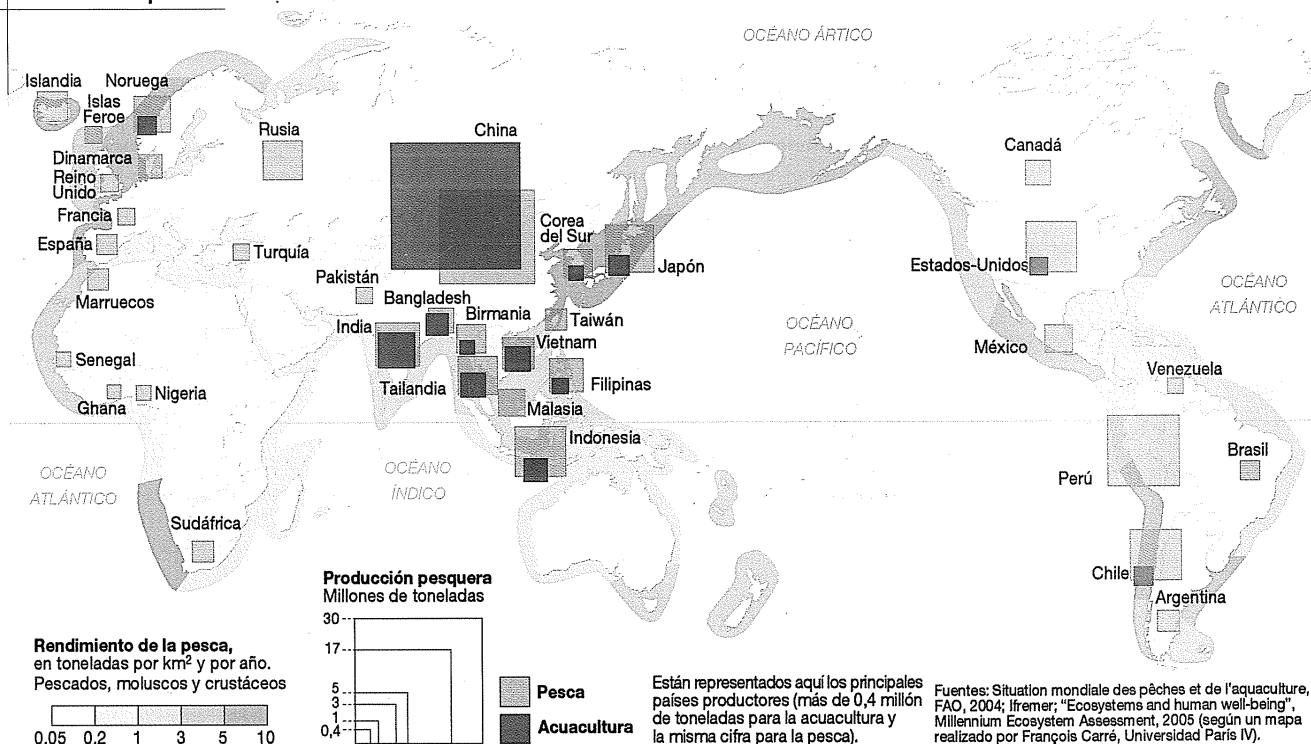 OCÉANO ÁRTICO
Islandia
Noruega
Islas
Feroe
Dinamarca
Reino
Unido
Francia
España
Marruecos
Rusia
Turquía
China
Corea
del Sur
Japón
Pakistán
Bangladesh
India
Birmania
Taiwán
Vietnam
Tailandia
Filipinas
Malasia
Indonesia
Senegal
Ghana
Nigeria
Sudáfrica
OCÉANO
ATLÁNTICO
OCÉANO
ÍNDICO
OCÉANO
PACÍFICO
Canadá
Estados-Unidos
México
OCÉANO
ATLÁNTICO
Venezuela
Perú
Brasil
Chile
Argentina
Rendimiento de la pesca,
en toneladas por km² y por año.
Pescados, moluscos y crustáceos
0.05 0.2 1 3 5 10
Producción pesquera
Millones de toneladas
30
17
5
3
1
0,4
Pesca
Acuacultura
Están representados aquí los principales
países productores (más de 0,4 millón
de toneladas para la acuacultura y
la misma cifra para la pesca).
Fuentes: Situation mondiale des pêches et de l'aquaculture,
FAO, 2004; Ifremer; "Ecosystems and human well-being",
Millennium Ecosystem Assessment, 2005 (según un mapa
realizado por François Carré, Universidad París IV).